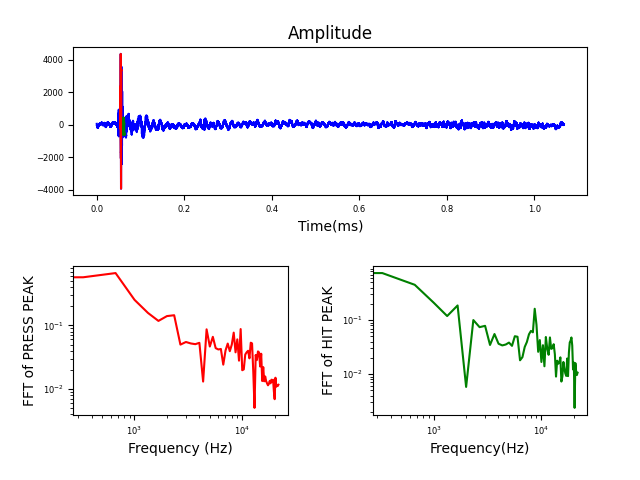 Amplitude
4000
2000
0
−2000
−4000
0.0 0.2 0.4 0.6 0.8 1.0
Time(ms)
FFT of PRESS PEAK
10⁻¹
10⁻²
10³ 10⁴
Frequency (Hz)
FFT of HIT PEAK
10⁻¹
10⁻²
10³ 10⁴
Frequency(Hz)